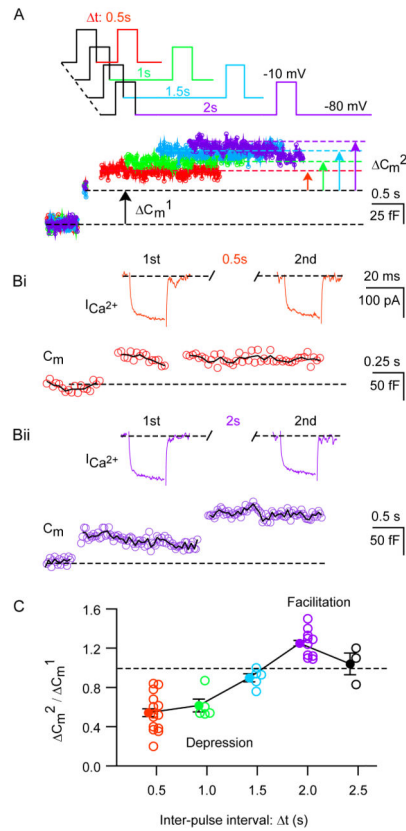 A
Δt: 0.5s
1s
1.5s
2s
-10 mV
-80 mV
ΔCm1
ΔCm2
0.5 s
25 fF
Bi
1st
0.5s
2nd
20 ms
100 pA
ICa2+
Cm
0.25 s
50 fF
Bii
1st
2s
2nd
ICa2+
Cm
0.5 s
50 fF
C
Facilitation
1.6
1.2
0.8
0.4
0.0
ΔCm2 / ΔCm1
Depression
0.5 1.0 1.5 2.0 2.5
Inter-pulse interval: Δt (s)